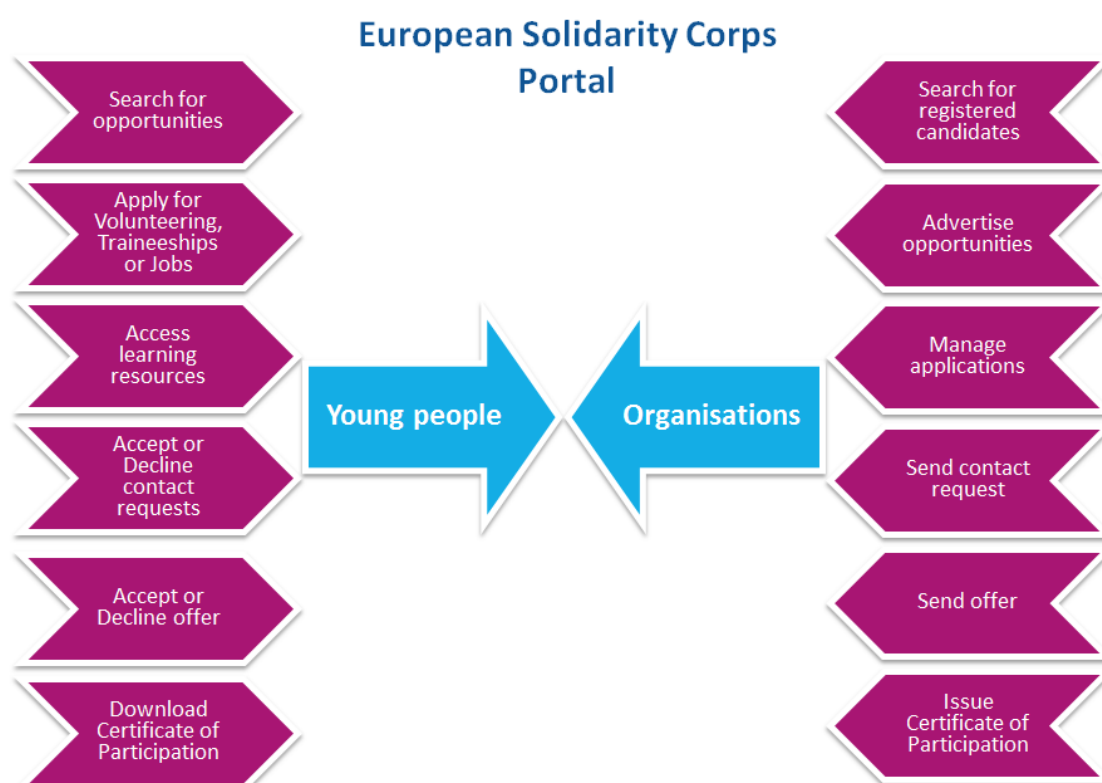 European Solidarity Corps
Portal
Search for
opportunities
Apply for
Volunteering,
Traineeships
or Jobs
Access
learning
resources
Accept or
Decline
contact
requests
Accept or
Decline offer
Download
Certificate of
Participation
Young people
Organisations
Search for
registered
candidates
Advertise
opportunities
Manage
applications
Send contact
request
Send offer
Issue
Certificate of
Participation